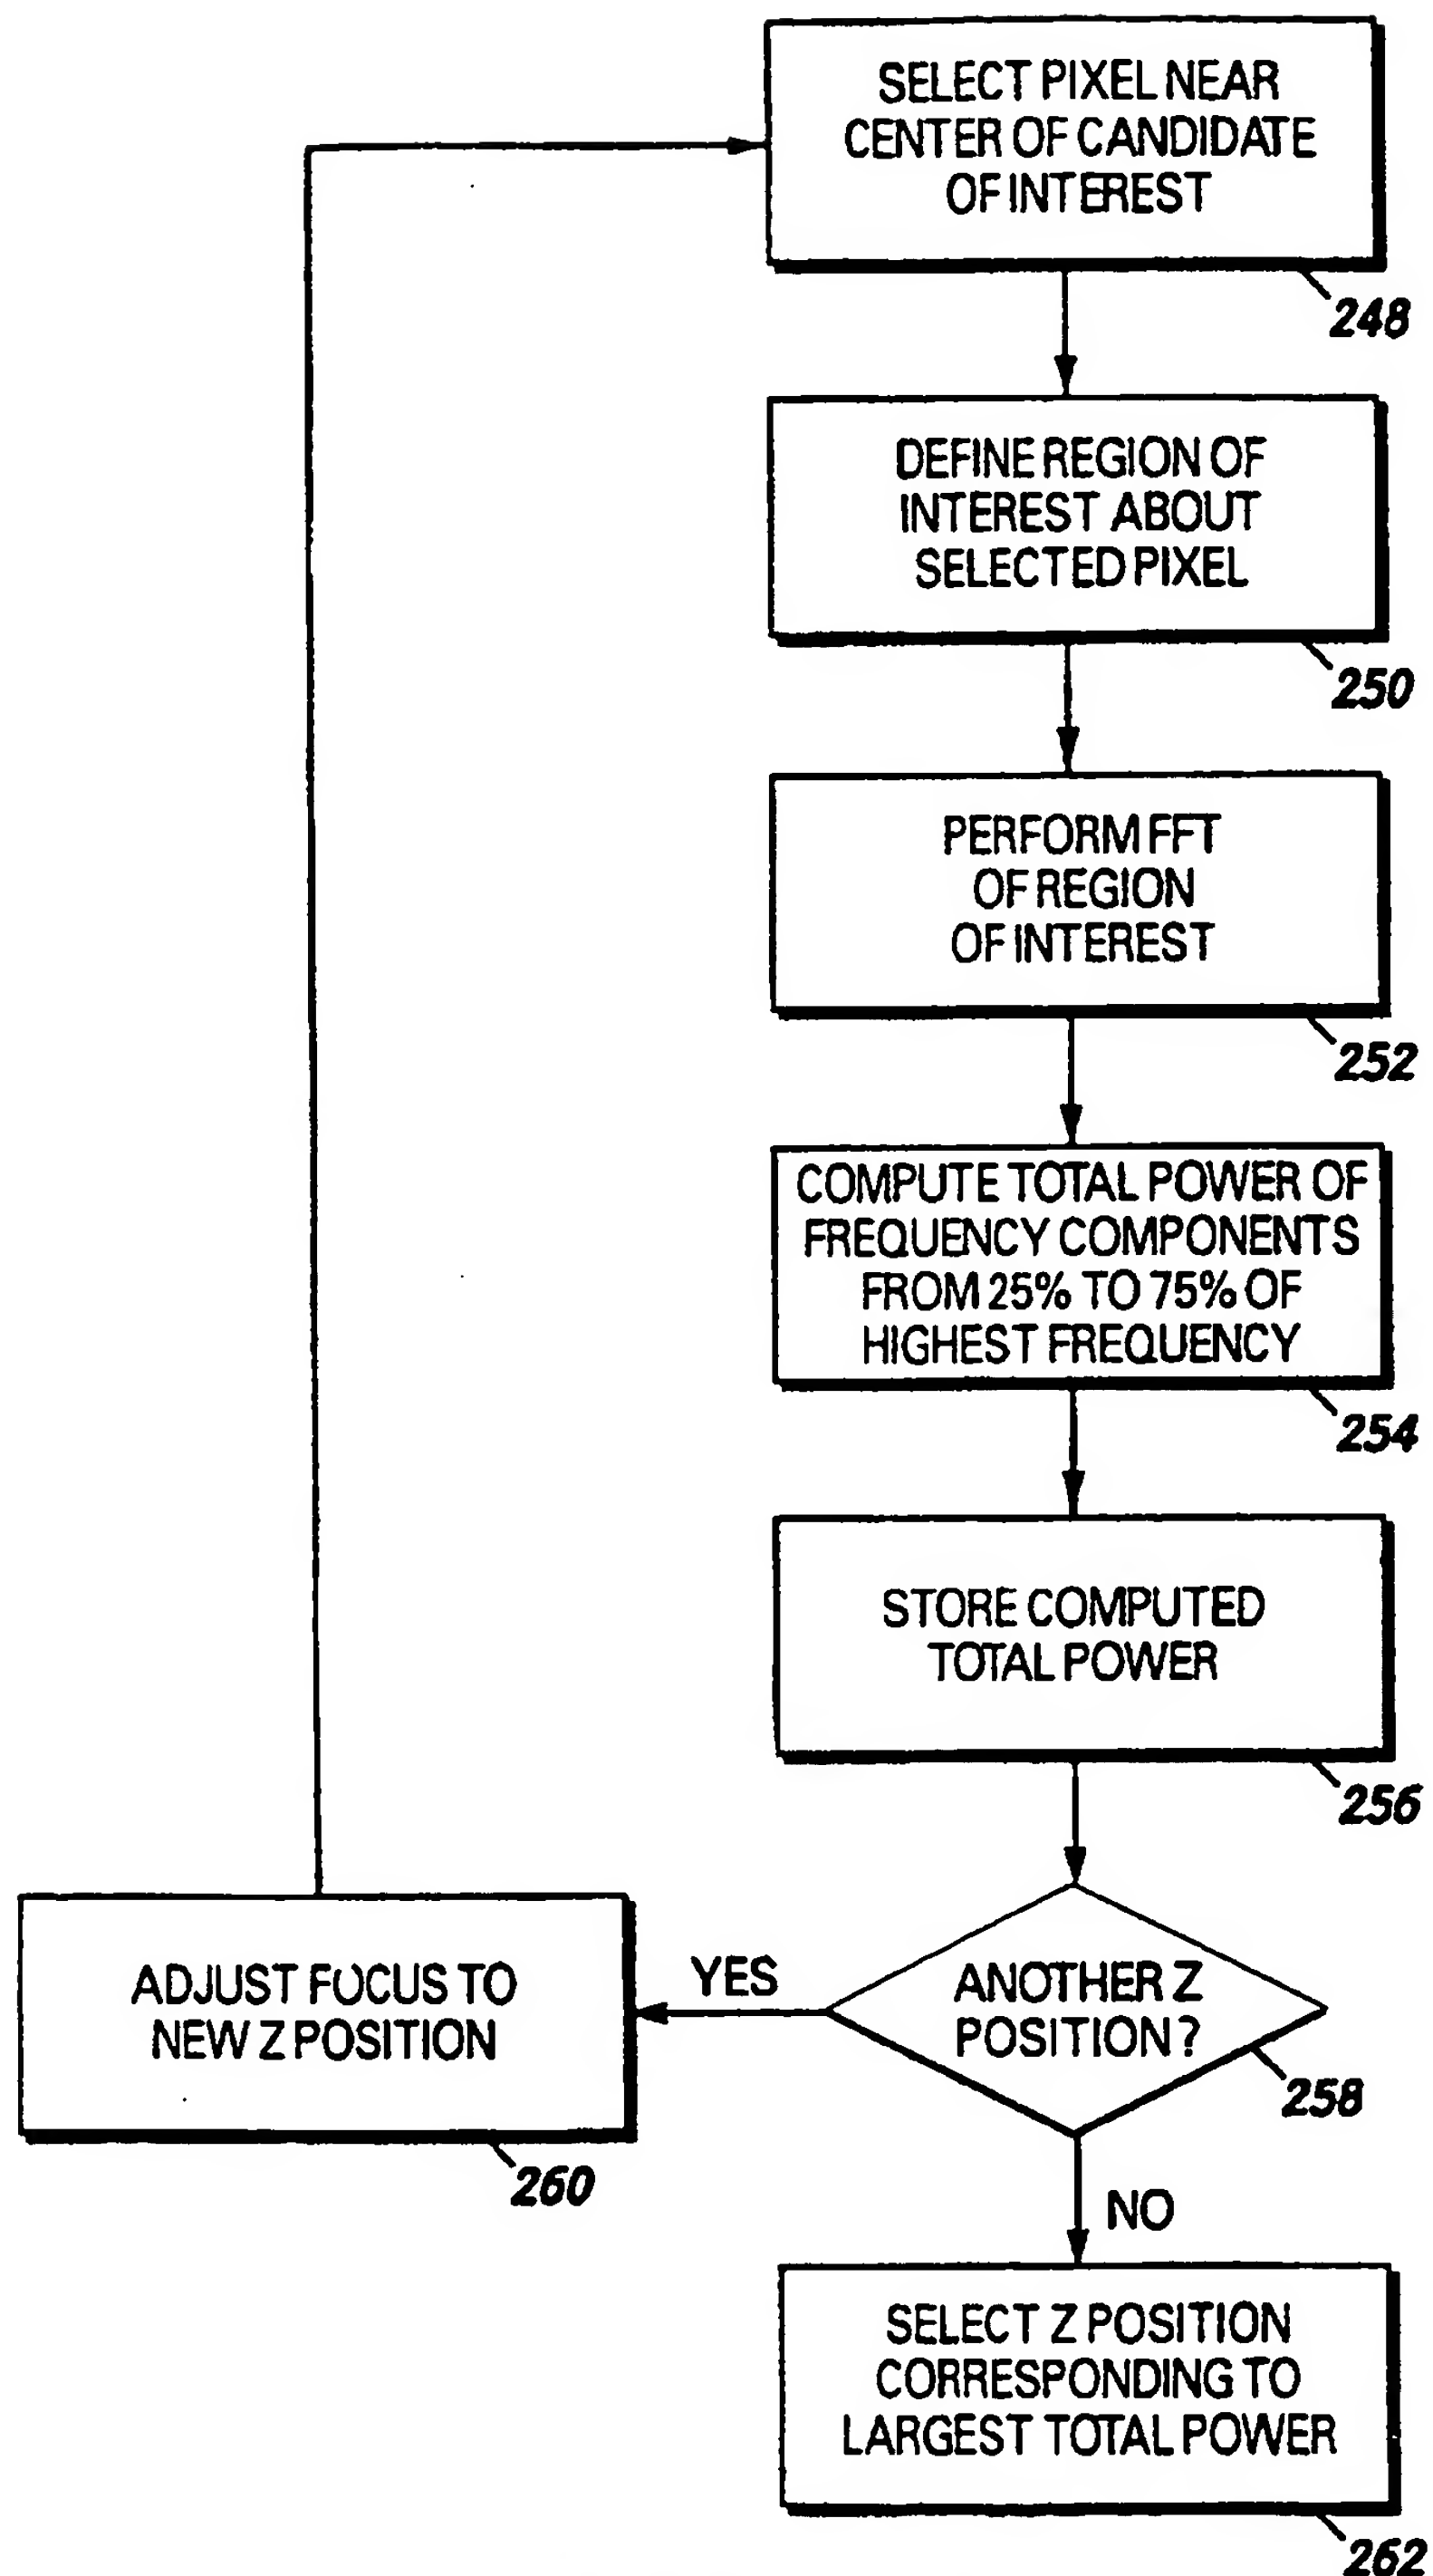 SELECT PIXEL NEAR
CENTER OF CANDIDATE
OF INTEREST
248
DEFINE REGION OF
INTEREST ABOUT
SELECTED PIXEL
250
PERFORM FFT
OF REGION
OF INTEREST
252
COMPUTE TOTAL POWER OF
FREQUENCY COMPONENTS
FROM 25% TO 75% OF
HIGHEST FREQUENCY
254
STORE COMPUTED
TOTAL POWER
256
ANOTHER Z
POSITION?
258
YES
ADJUST FOCUS TO
NEW Z POSITION
260
NO
SELECT Z POSITION
CORRESPONDING TO
LARGEST TOTAL POWER
262